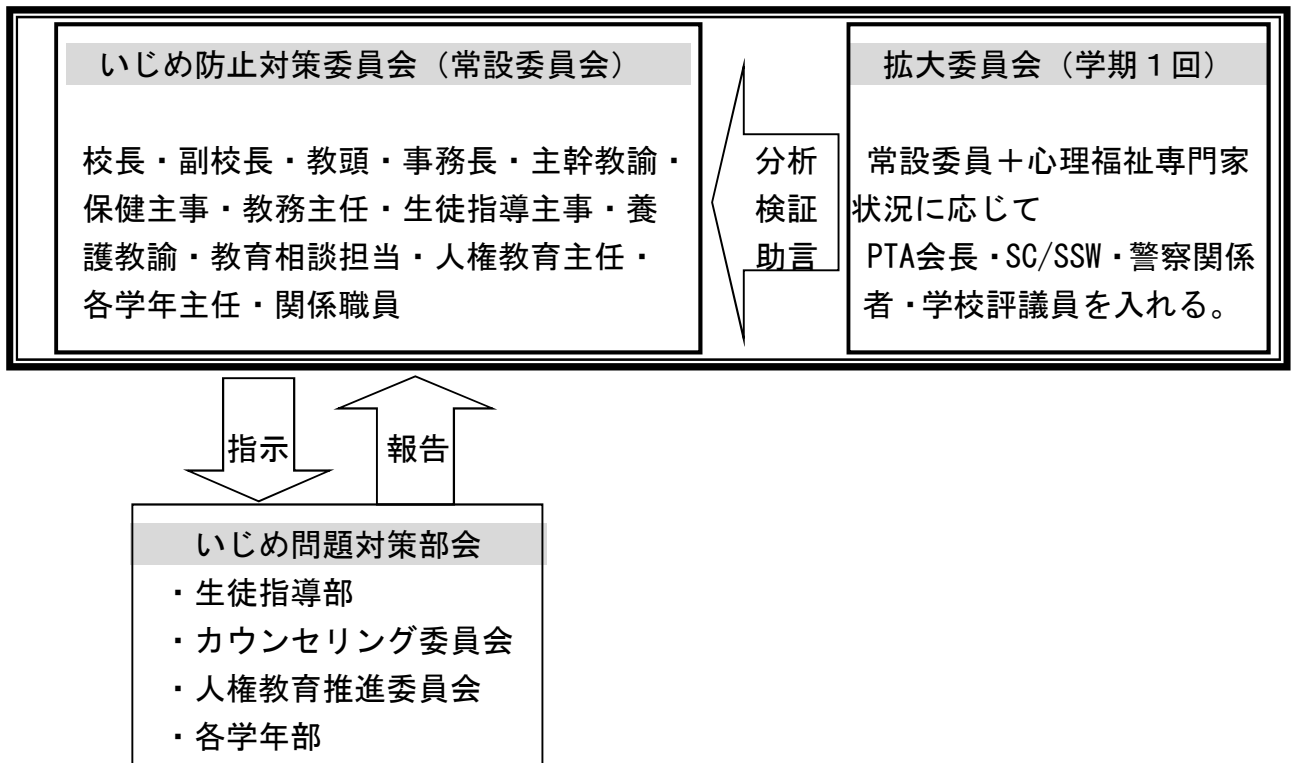 いじめ防止対策委員会（常設委員会）
校長・副校長・教頭・事務長・主幹教諭・
保健主事・教務主任・生徒指導主事・養
護教諭・教育相談担当・人権教育主任・
各学年主任・関係職員
分析
検証
助言
拡大委員会（学期１回）
常設委員＋心理福祉専門家
状況に応じて
PTA会長・SC/SSW・警察関係
者・学校評議員を入れる。
指示
報告
いじめ問題対策部会
・生徒指導部
・カウンセリング委員会
・人権教育推進委員会
・各学年部